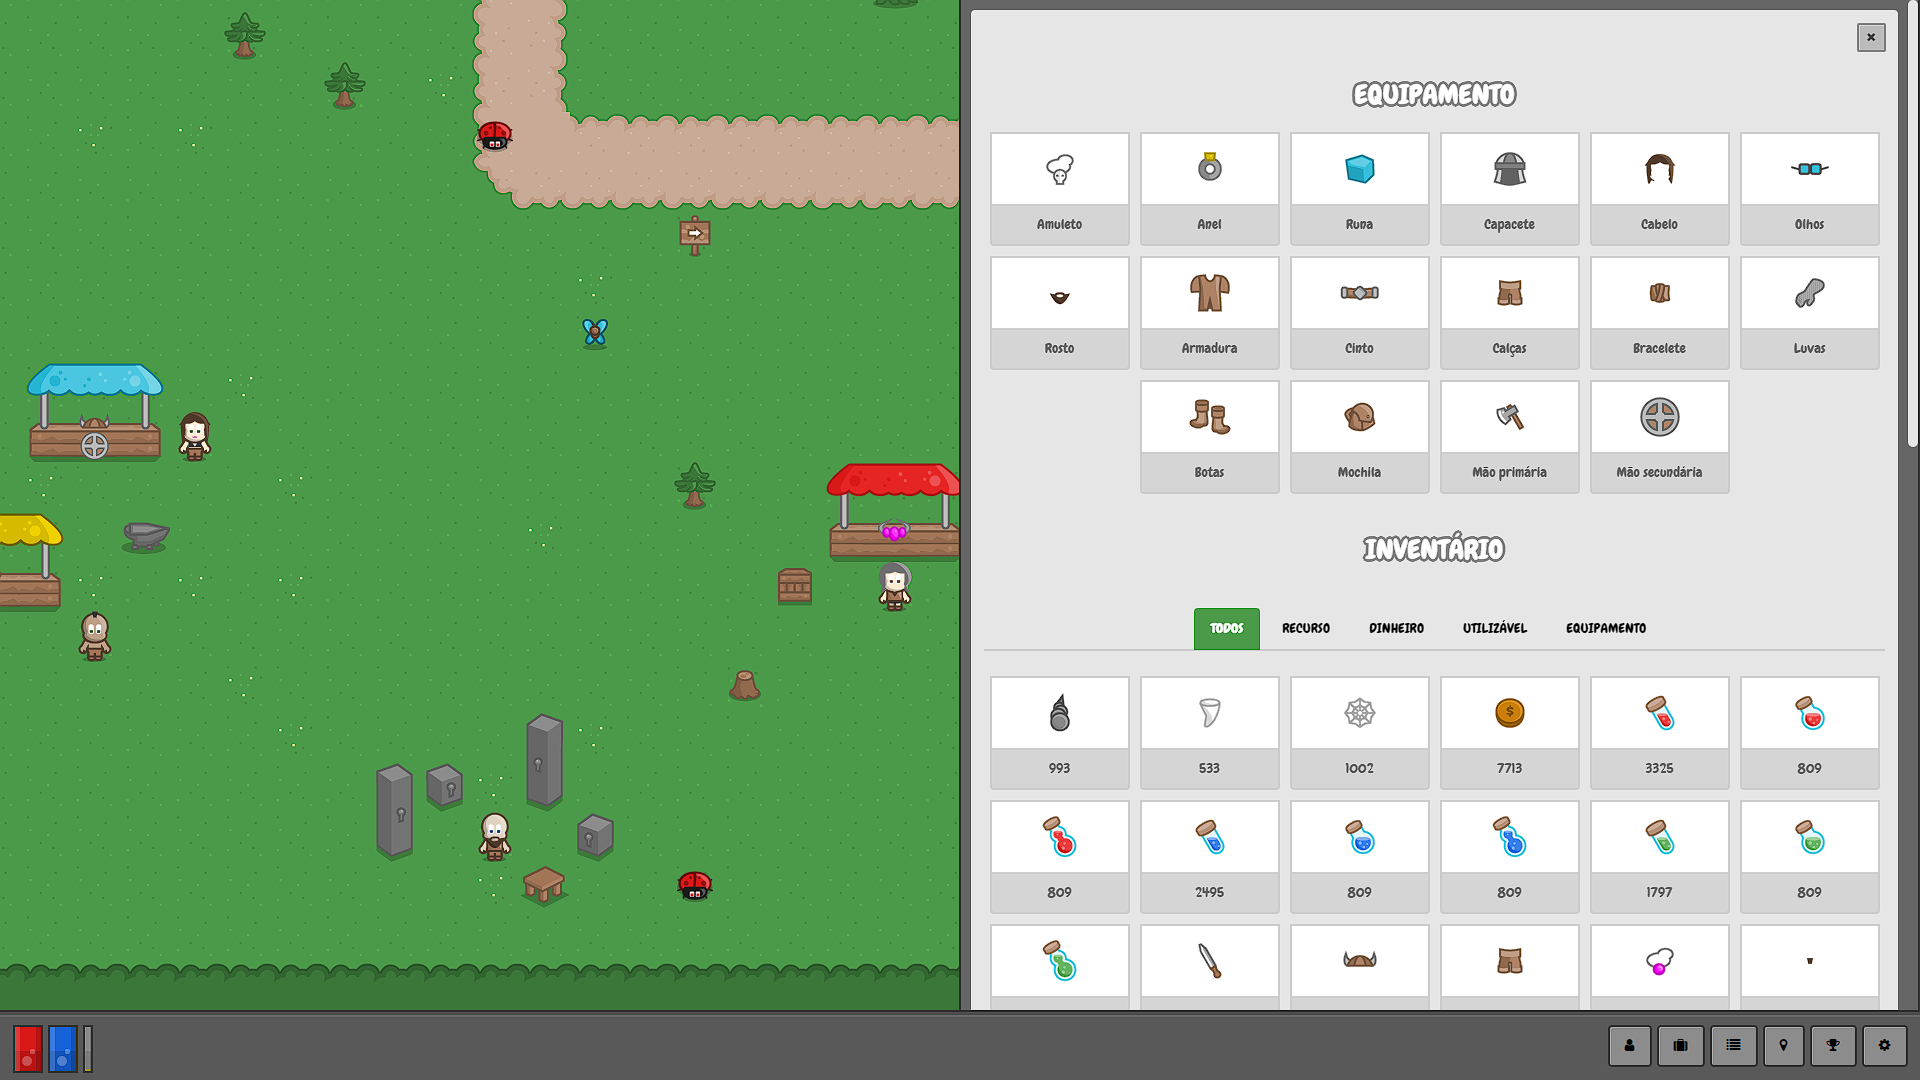 EQUIPAMENTO
Amuleto
Anel
Runa
Capacete
Cabelo
Olhos
Rosto
Armadura
Cinto
Calças
Bracelete
Luvas
Botas
Mochila
Mão primária
Mão secundária
INVENTÁRIO
TODOS
RECURSO
DINHEIRO
UTILIZÁVEL
EQUIPAMENTO
993
533
1002
7713
3325
809
809
2495
809
809
1797
809